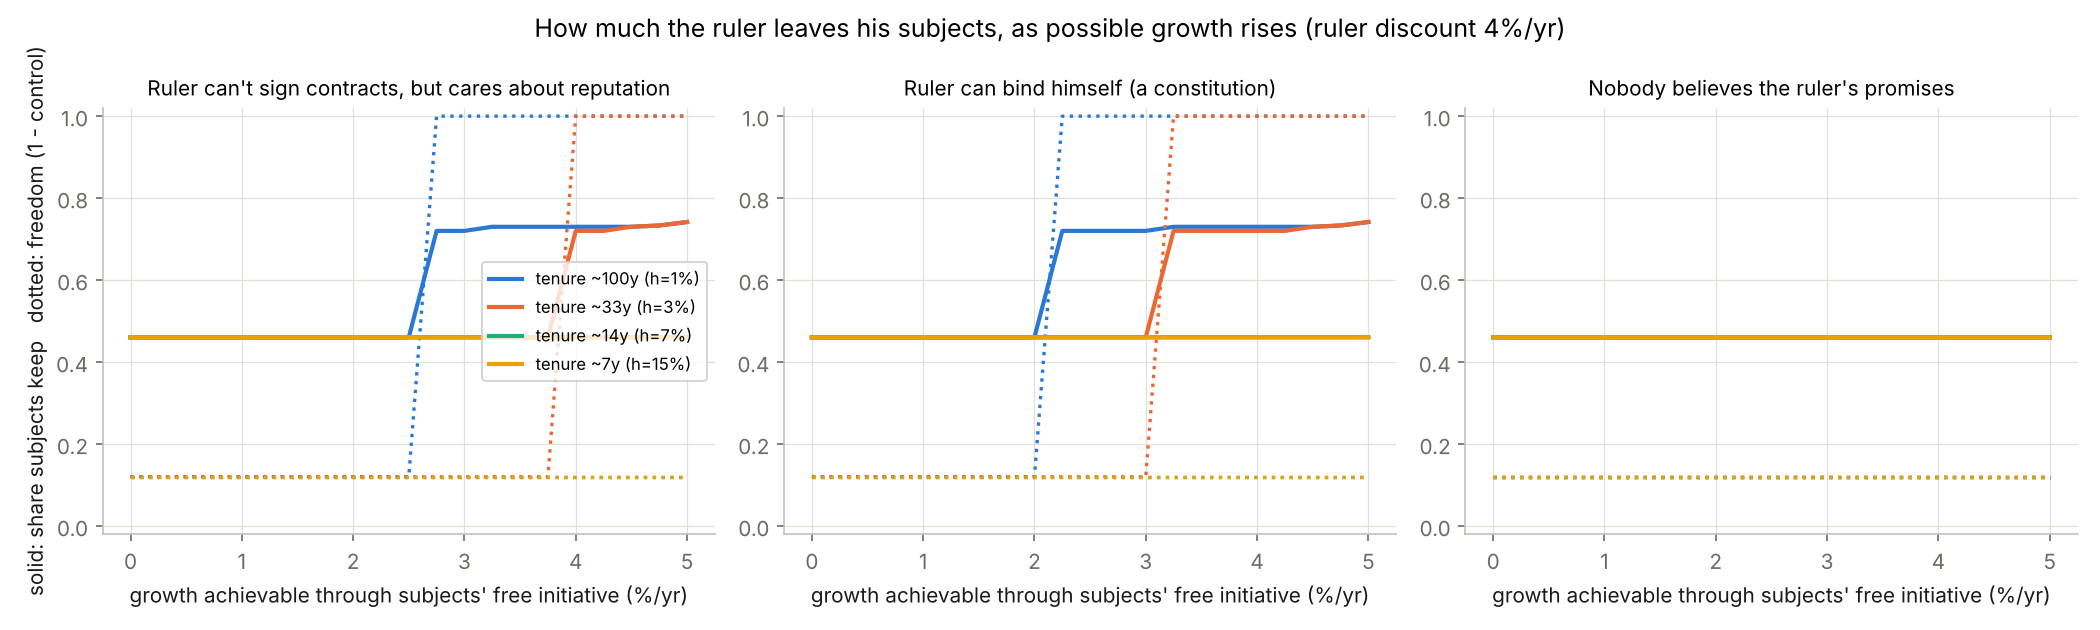 How much the ruler leaves his subjects, as possible growth rises (ruler discount 4%/yr)
solid: share subjects keep   dotted: freedom (1 - control)
Ruler can't sign contracts, but cares about reputation
1.0
0.8
0.6
0.4
0.2
0.0
tenure ~100y (h=1%)
tenure ~33y (h=3%)
tenure ~14y (h=7%)
tenure ~7y (h=15%)
0 1 2 3 4 5
growth achievable through subjects' free initiative (%/yr)
Ruler can bind himself (a constitution)
1.0
0.8
0.6
0.4
0.2
0.0
0 1 2 3 4 5
growth achievable through subjects' free initiative (%/yr)
Nobody believes the ruler's promises
1.0
0.8
0.6
0.4
0.2
0.0
0 1 2 3 4 5
growth achievable through subjects' free initiative (%/yr)